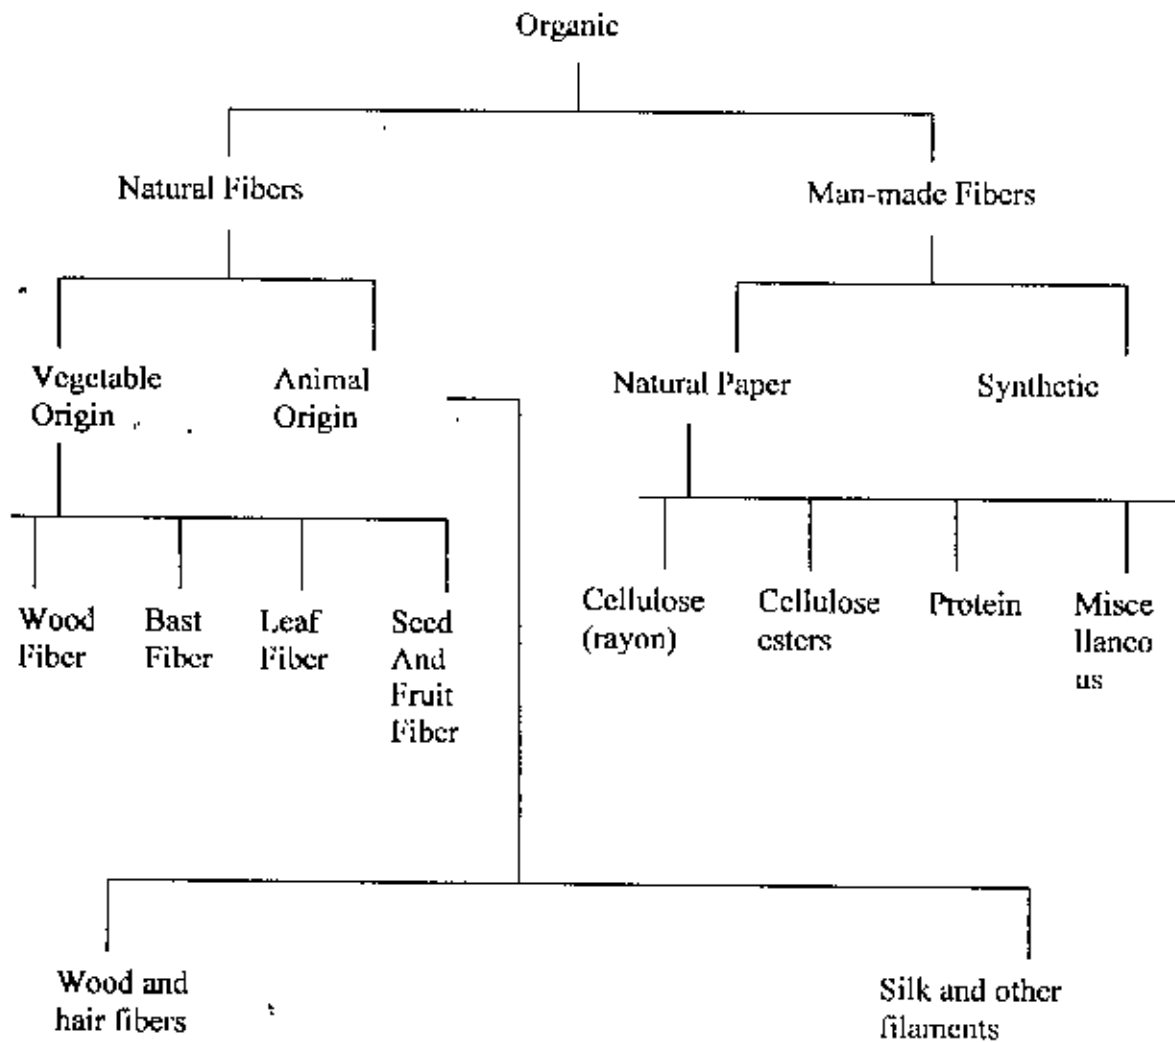 Organic
Natural Fibers
Man-made Fibers
Vegetable
Origin
Animal
Origin
Natural Paper
Synthetic
Wood
Fiber
Bast
Fiber
Leaf
Fiber
Seed
And
Fruit
Fiber
Cellulose
(rayon)
Cellulose
esters
Protein
Misce
llaneo
us
Wood and
hair fibers
Silk and other
filaments